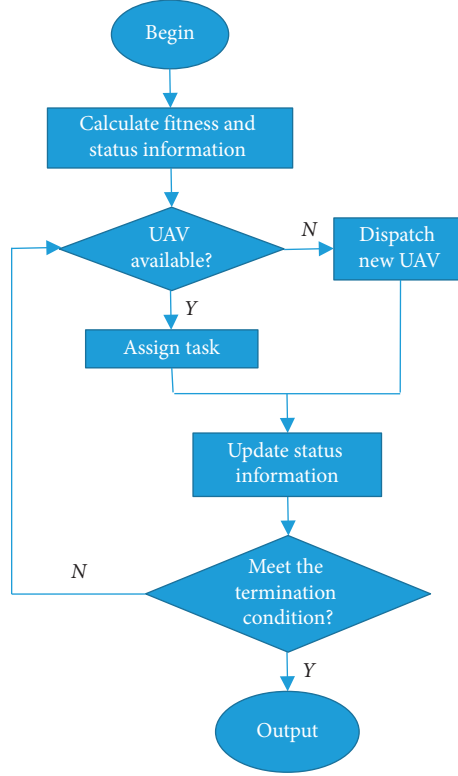 Begin
Calculate fitness and
status information
UAV
available?
N
Dispatch
new UAV
Y
Assign task
Update status
information
Meet the
termination
condition?
N
Y
Output